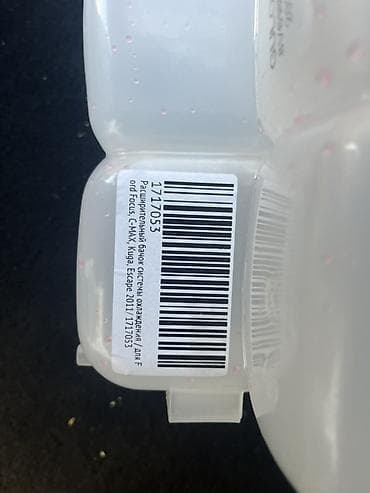 1717053
Расширительный бачок системы охлаждения / для F
ord Focus, C-MAX, Kuga, Escape 2011/ 1717053